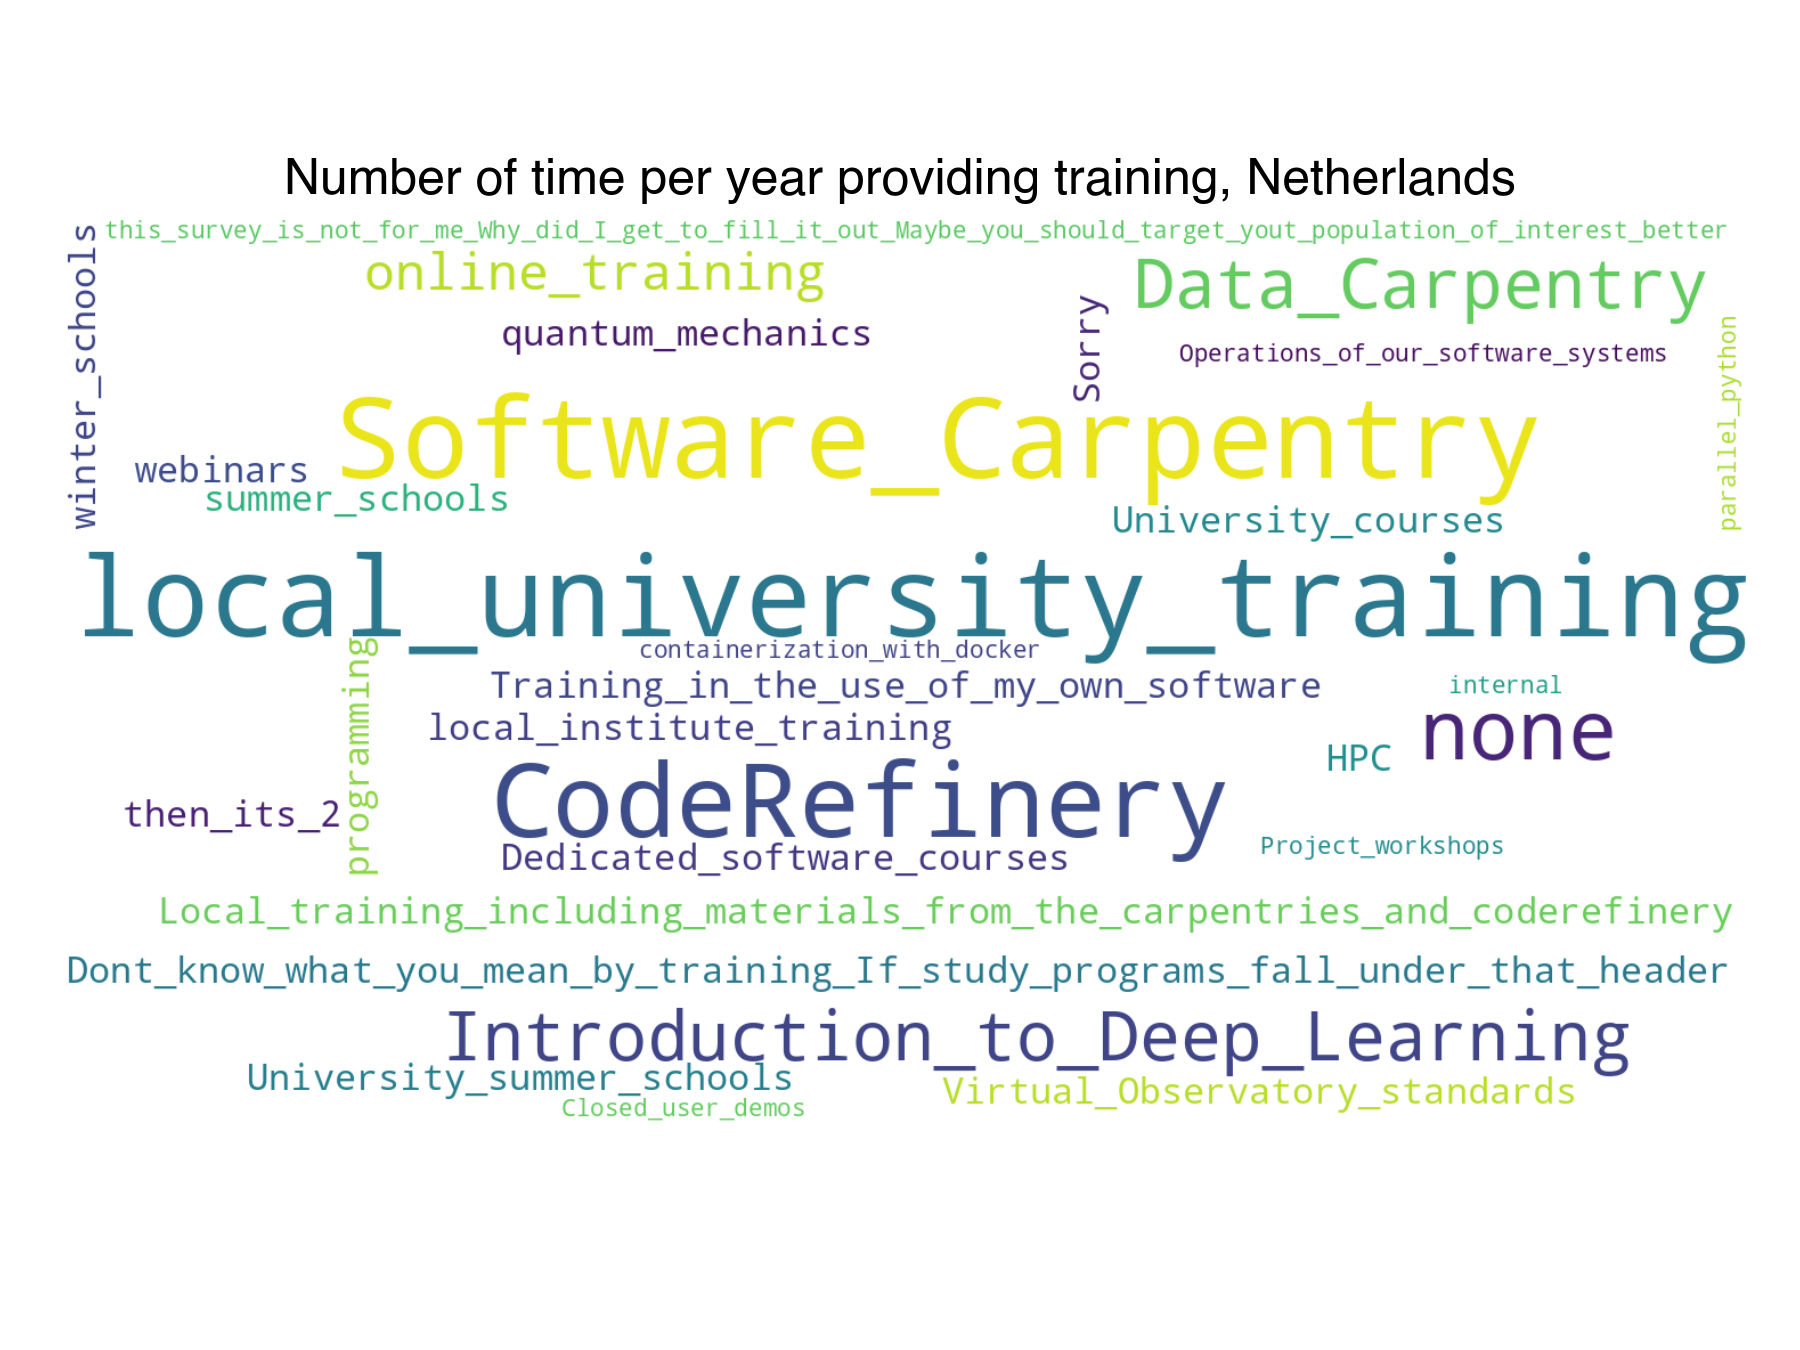 Number of time per year providing training, Netherlands
this_survey_is_not_for_me_Why_did_I_get_to_fill_it_out_Maybe_you_should_target_yout_population_of_interest_better
winter_schools
online_training
Data_Carpentry
quantum_mechanics
Sorry
Operations_of_our_software_systems
parallel_python
Software_Carpentry
webinars
summer_schools
University_courses
local_university_training
containerization_with_docker
programming
Training_in_the_use_of_my_own_software
internal
local_institute_training
none
HPC
CodeRefinery
then_its_2
Project_workshops
Dedicated_software_courses
Local_training_including_materials_from_the_carpentries_and_coderefinery
Dont_know_what_you_mean_by_training_If_study_programs_fall_under_that_header
Introduction_to_Deep_Learning
University_summer_schools
Virtual_Observatory_standards
Closed_user_demos